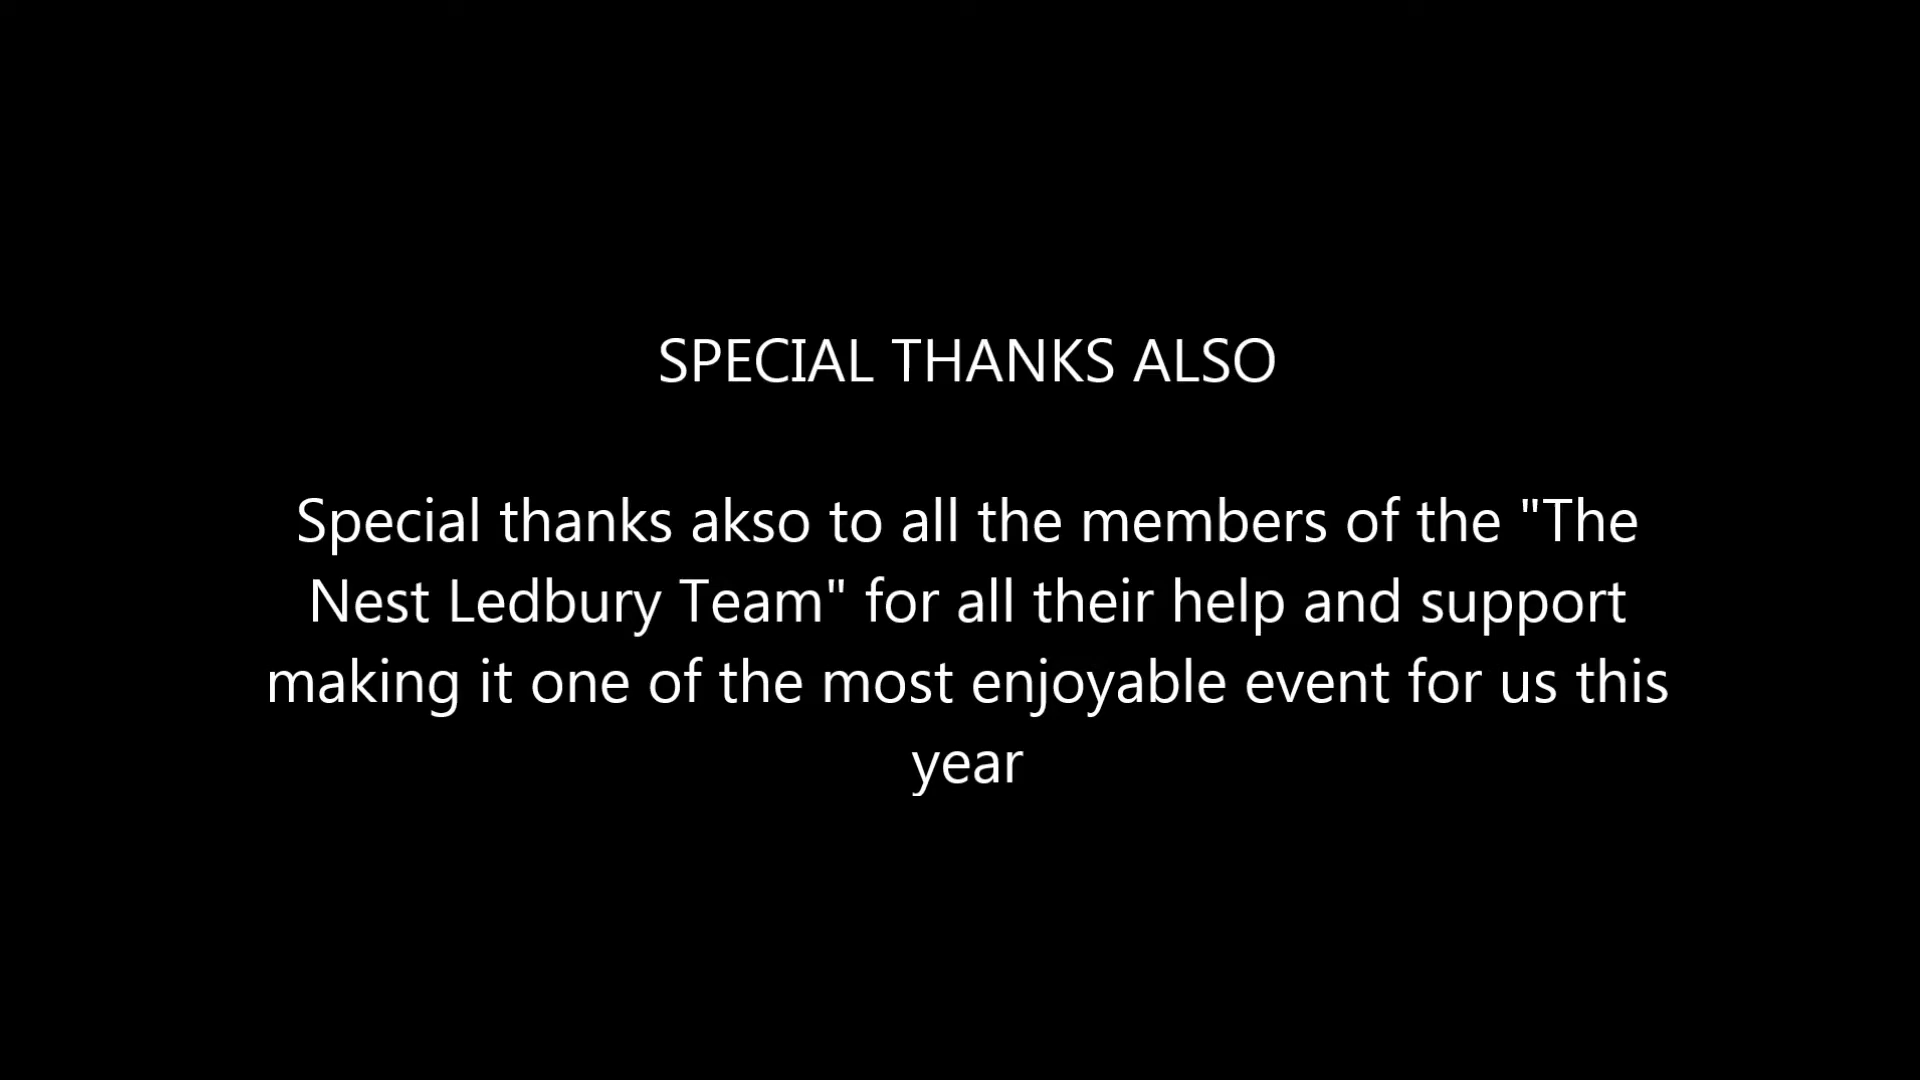 SPECIAL THANKS ALSO
Special thanks akso to all the members of the "The
Nest Ledbury Team" for all their help and support
making it one of the most enjoyable event for us this
year